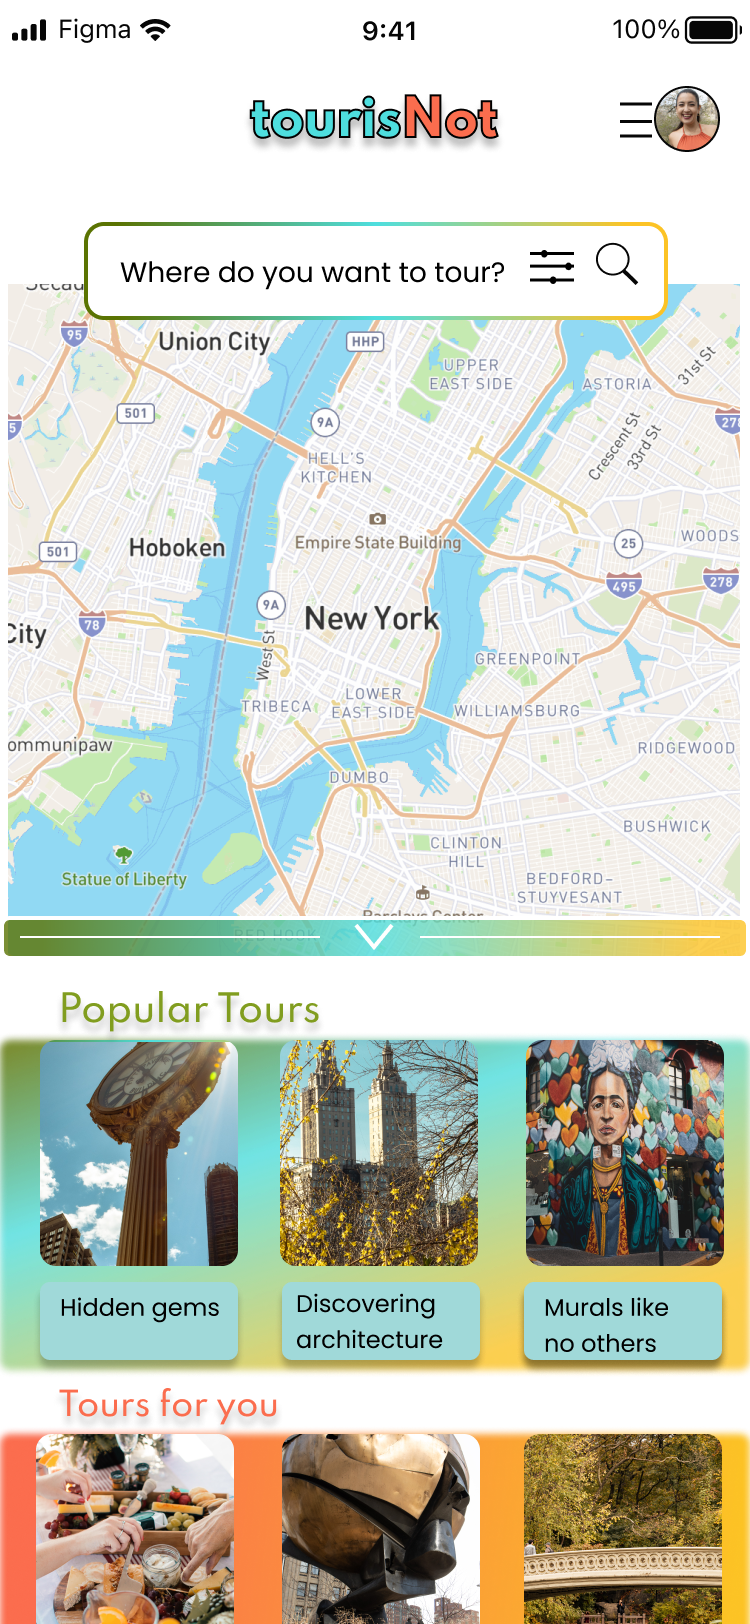 Figma
9:41
100%
tourisNot
Where do you want to tour?
Union City
95
HHP
UPPER
EAST SIDE
ASTORIA
31st St
501
9A
278
5
Crescent St
33rd St
HELL'S
KITCHEN
Empire State Building
Hoboken
501
25
WOODS
495
278
9A
New York
78
City
West St
GREENPOINT
LOWER
EAST SIDE
TRIBECA
WILLIAMSBURG
ommunipaw
RIDGEWOOD
DUMBO
BUSHWICK
CLINTON
HILL
Statue of Liberty
BEDFORD-
STUYVESANT
Barclays Center
RED HOOK
Popular Tours
Hidden gems
Discovering
architecture
Murals like
no others
Tours for you